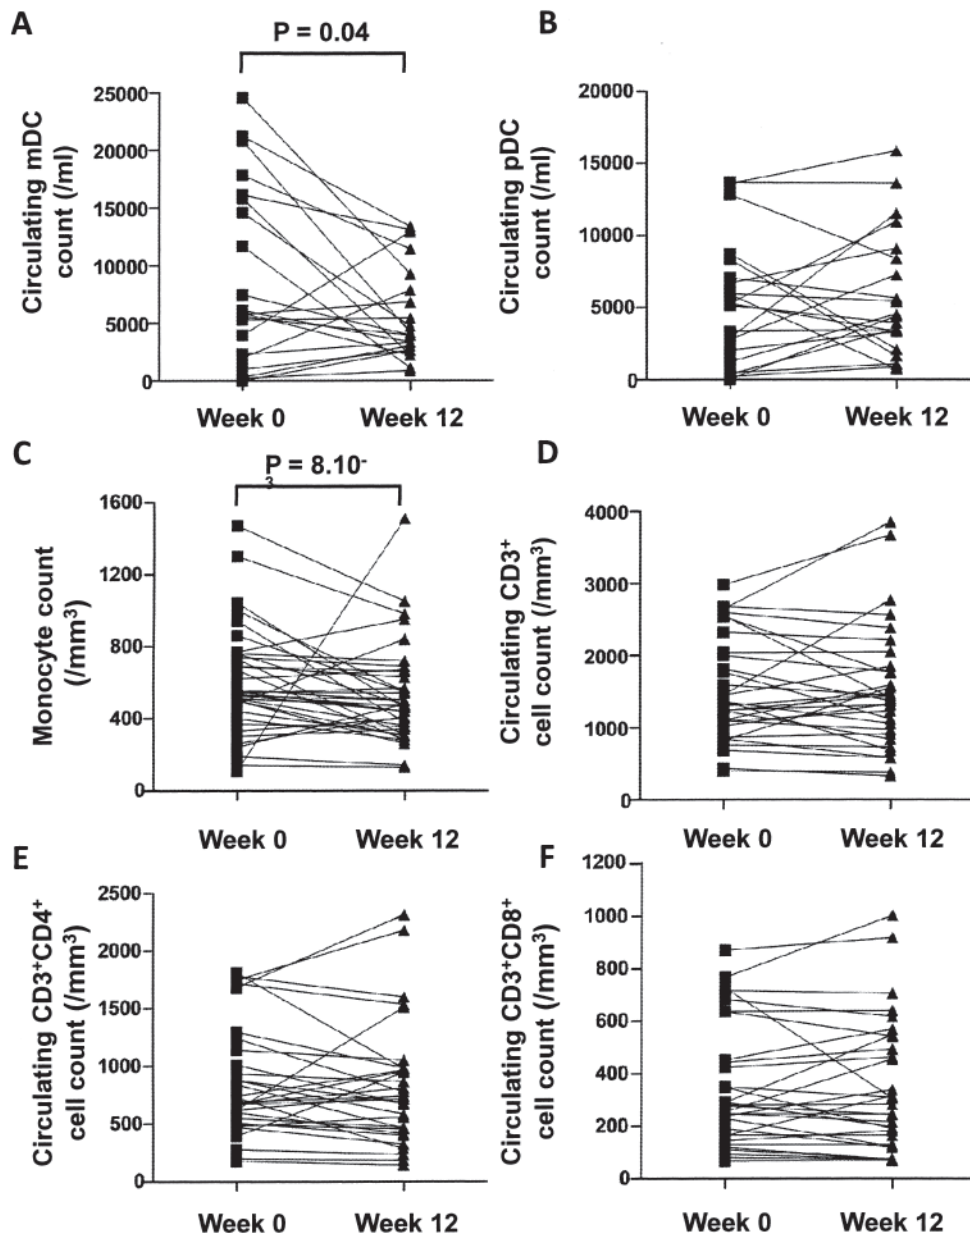 A
P = 0.04
Circulating mDC
count (/ml)
25000
20000
15000
10000
5000
0
Week 0 Week 12
B
Circulating pDC
count (/ml)
20000
15000
10000
5000
0
Week 0 Week 12
C
P = 8.10-
3
Monocyte count
(/mm³)
1600
1200
800
400
0
Week 0 Week 12
D
Circulating CD3⁺
cell count (/mm³)
4000
3000
2000
1000
0
Week 0 Week 12
E
Circulating CD3⁺CD4⁺
cell count (/mm³)
2500
2000
1500
1000
500
0
Week 0 Week 12
F
Circulating CD3⁺CD8⁺
cell count (/mm³)
1200
1000
800
600
400
200
0
Week 0 Week 12